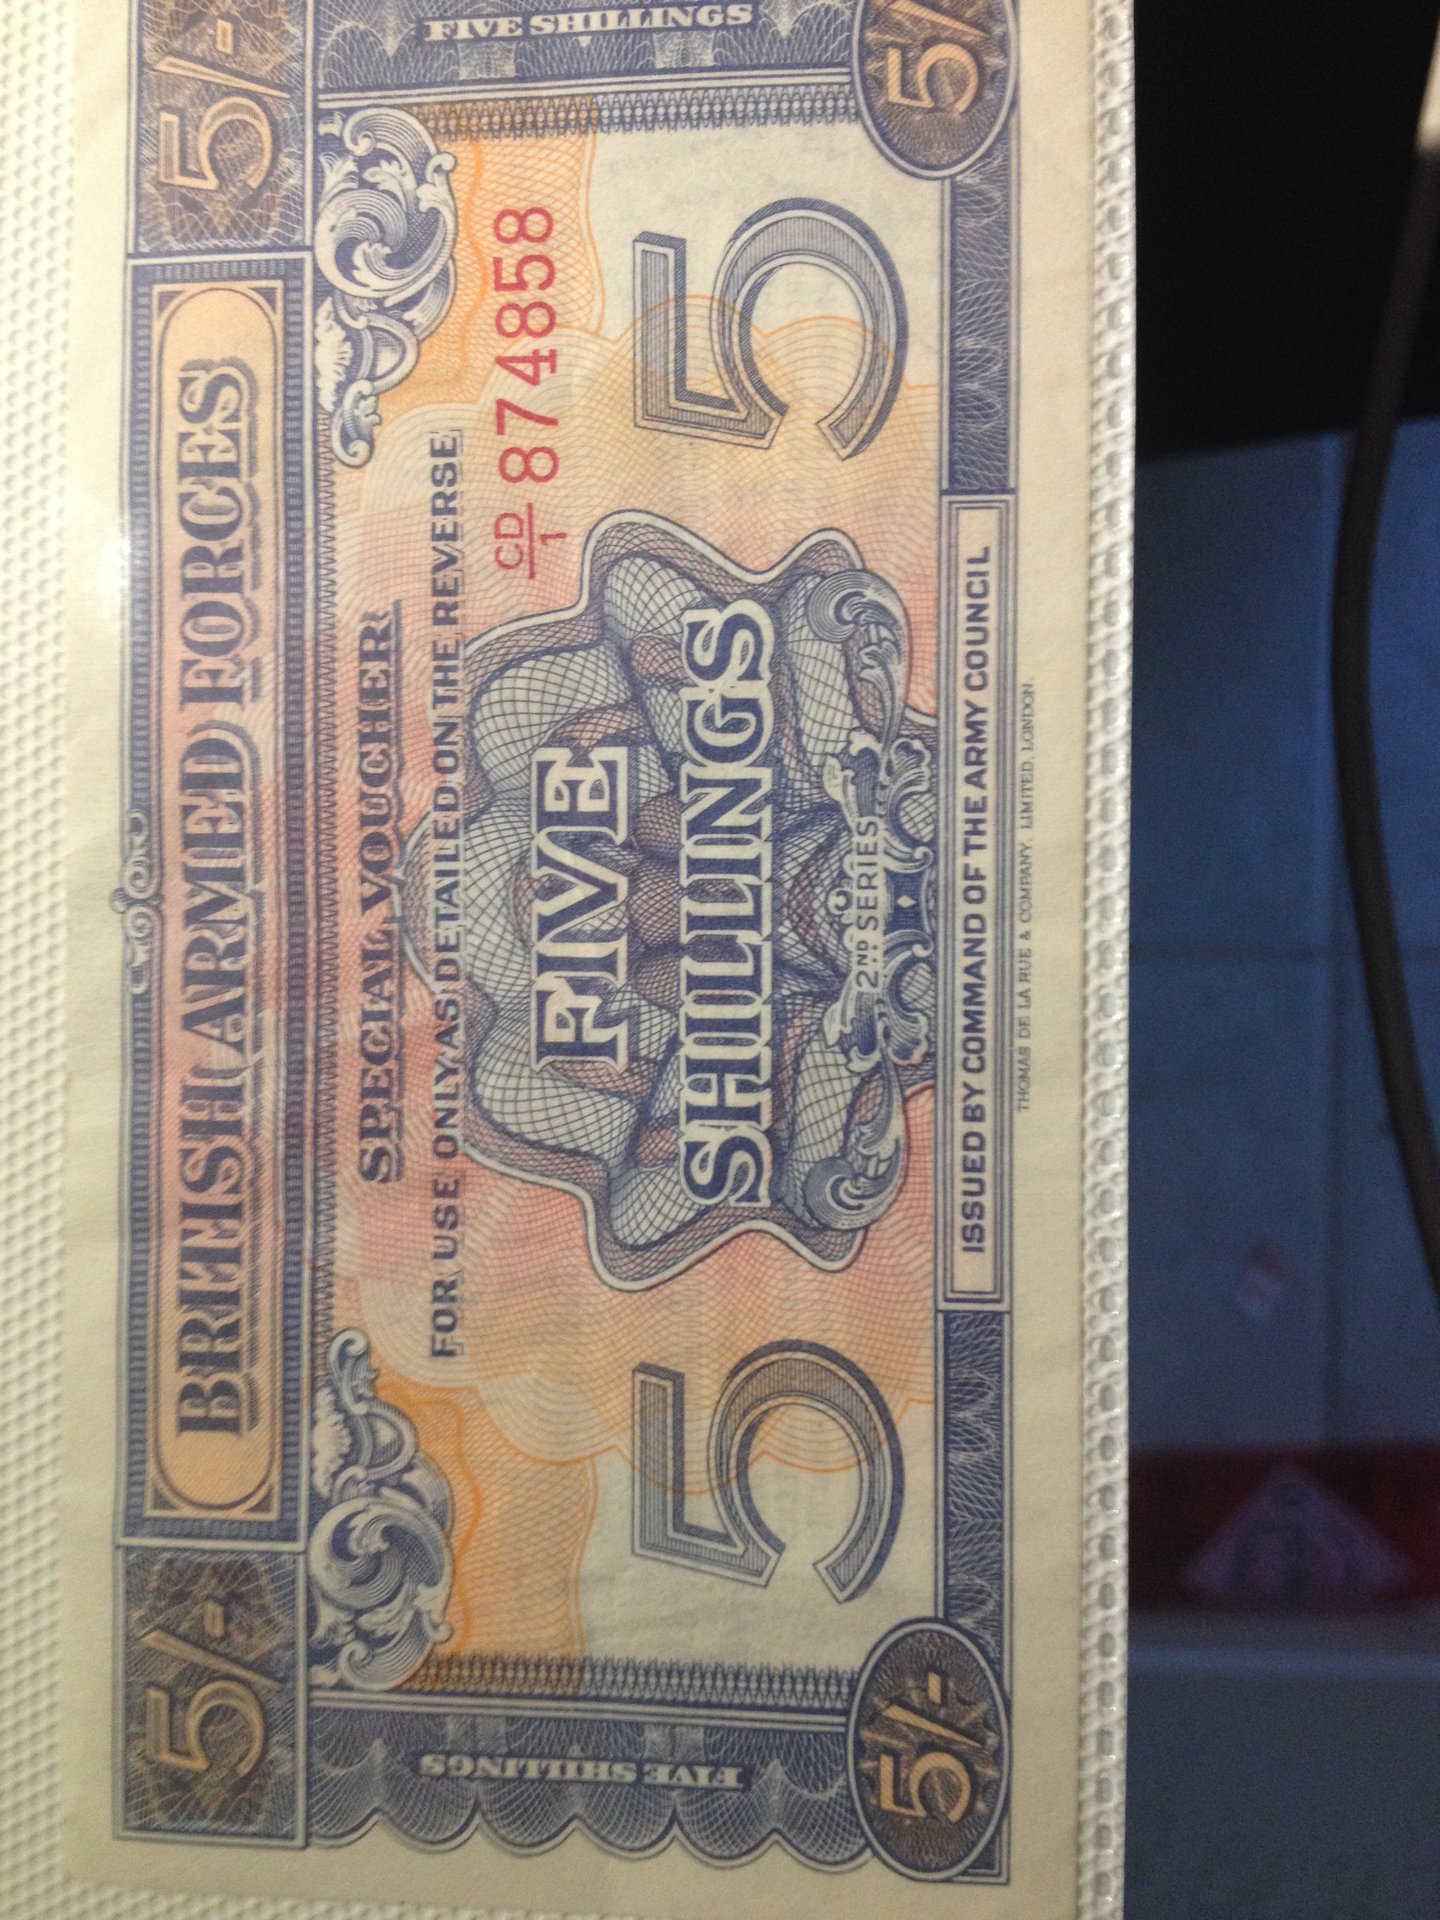 5/-
BRITISH ARMED FORCES
5/-
SPECIAL VOUCHER
FOR USE ONLY AS DETAILED ON THE REVERSE
CD/1 874858
FIVE SHILLINGS
5
FIVE
SHILLINGS
5
FIVE SHILLINGS
2ND SERIES
5/-
ISSUED BY COMMAND OF THE ARMY COUNCIL
5/-
THOMAS DE LA RUE & COMPANY, LIMITED, LONDON.